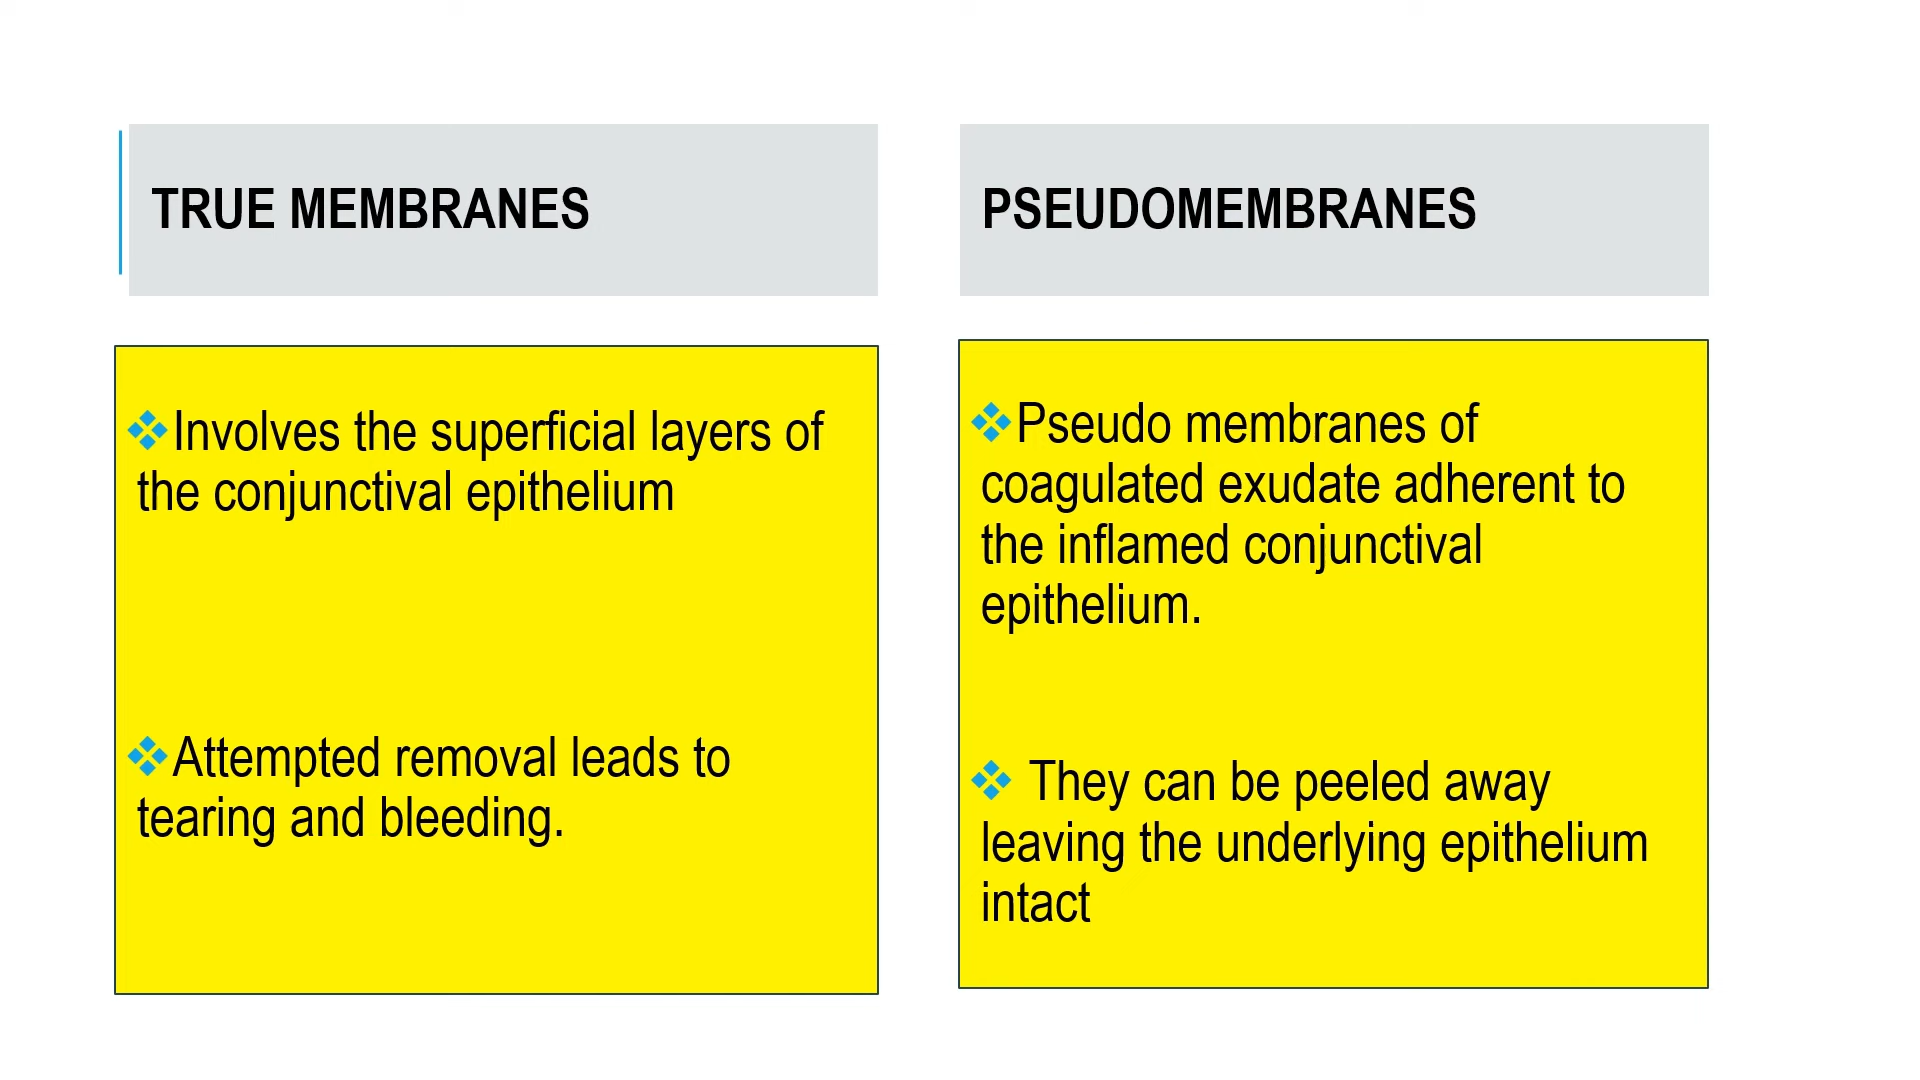 TRUE MEMBRANES
Involves the superficial layers of
the conjunctival epithelium
Attempted removal leads to
tearing and bleeding.
PSEUDOMEMBRANES
Pseudo membranes of
coagulated exudate adherent to
the inflamed conjunctival
epithelium.
They can be peeled away
leaving the underlying epithelium
intact